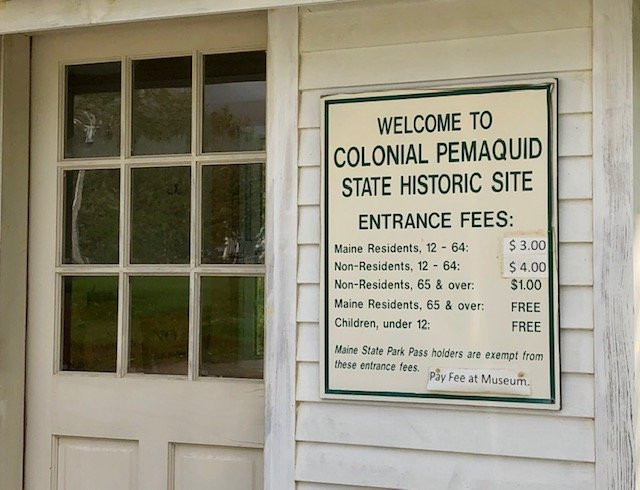 WELCOME TO
COLONIAL PEMAQUID
STATE HISTORIC SITE
ENTRANCE FEES:
Maine Residents, 12 - 64: $ 3.00
Non-Residents, 12 - 64: $ 4.00
Non-Residents, 65 & over: $1.00
Maine Residents, 65 & over: FREE
Children, under 12: FREE
Maine State Park Pass holders are exempt from
these entrance fees.
Pay Fee at Museum.